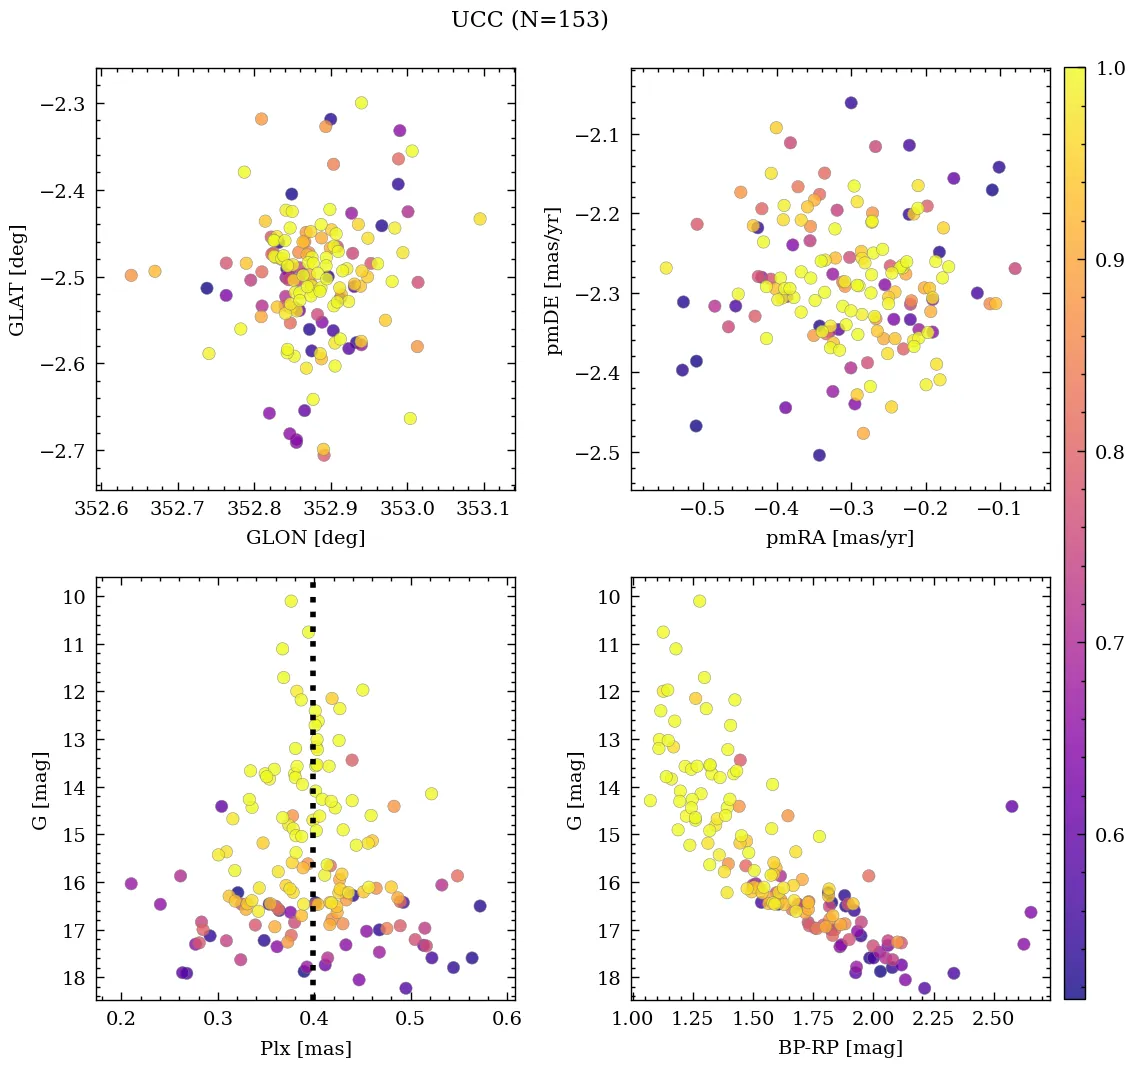 UCC (N=153)
−2.3
−2.4
−2.5
−2.6
−2.7
GLAT [deg]
352.6 352.7 352.8 352.9 353.0 353.1
GLON [deg]
−2.1
−2.2
−2.3
−2.4
−2.5
pmDE [mas/yr]
−0.5 −0.4 −0.3 −0.2 −0.1
pmRA [mas/yr]
1.0
0.9
0.8
0.7
0.6
10
11
12
13
14
15
16
17
18
G [mag]
0.2 0.3 0.4 0.5 0.6
Plx [mas]
10
11
12
13
14
15
16
17
18
G [mag]
1.00 1.25 1.50 1.75 2.00 2.25 2.50
BP-RP [mag]